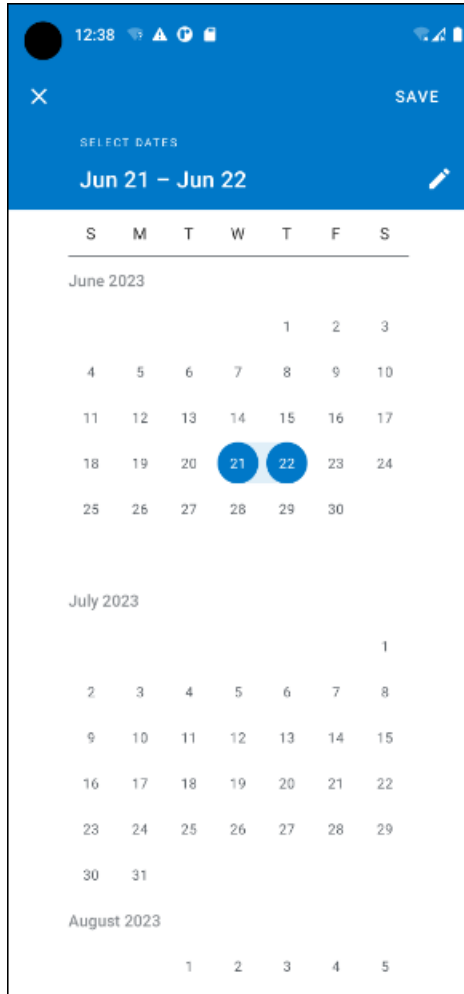 12:38
SAVE
SELECT DATES
Jun 21 – Jun 22
S M T W T F S
June 2023
1 2 3
4 5 6 7 8 9 10
11 12 13 14 15 16 17
18 19 20 21 22 23 24
25 26 27 28 29 30
July 2023
1
2 3 4 5 6 7 8
9 10 11 12 13 14 15
16 17 18 19 20 21 22
23 24 25 26 27 28 29
30 31
August 2023
1 2 3 4 5